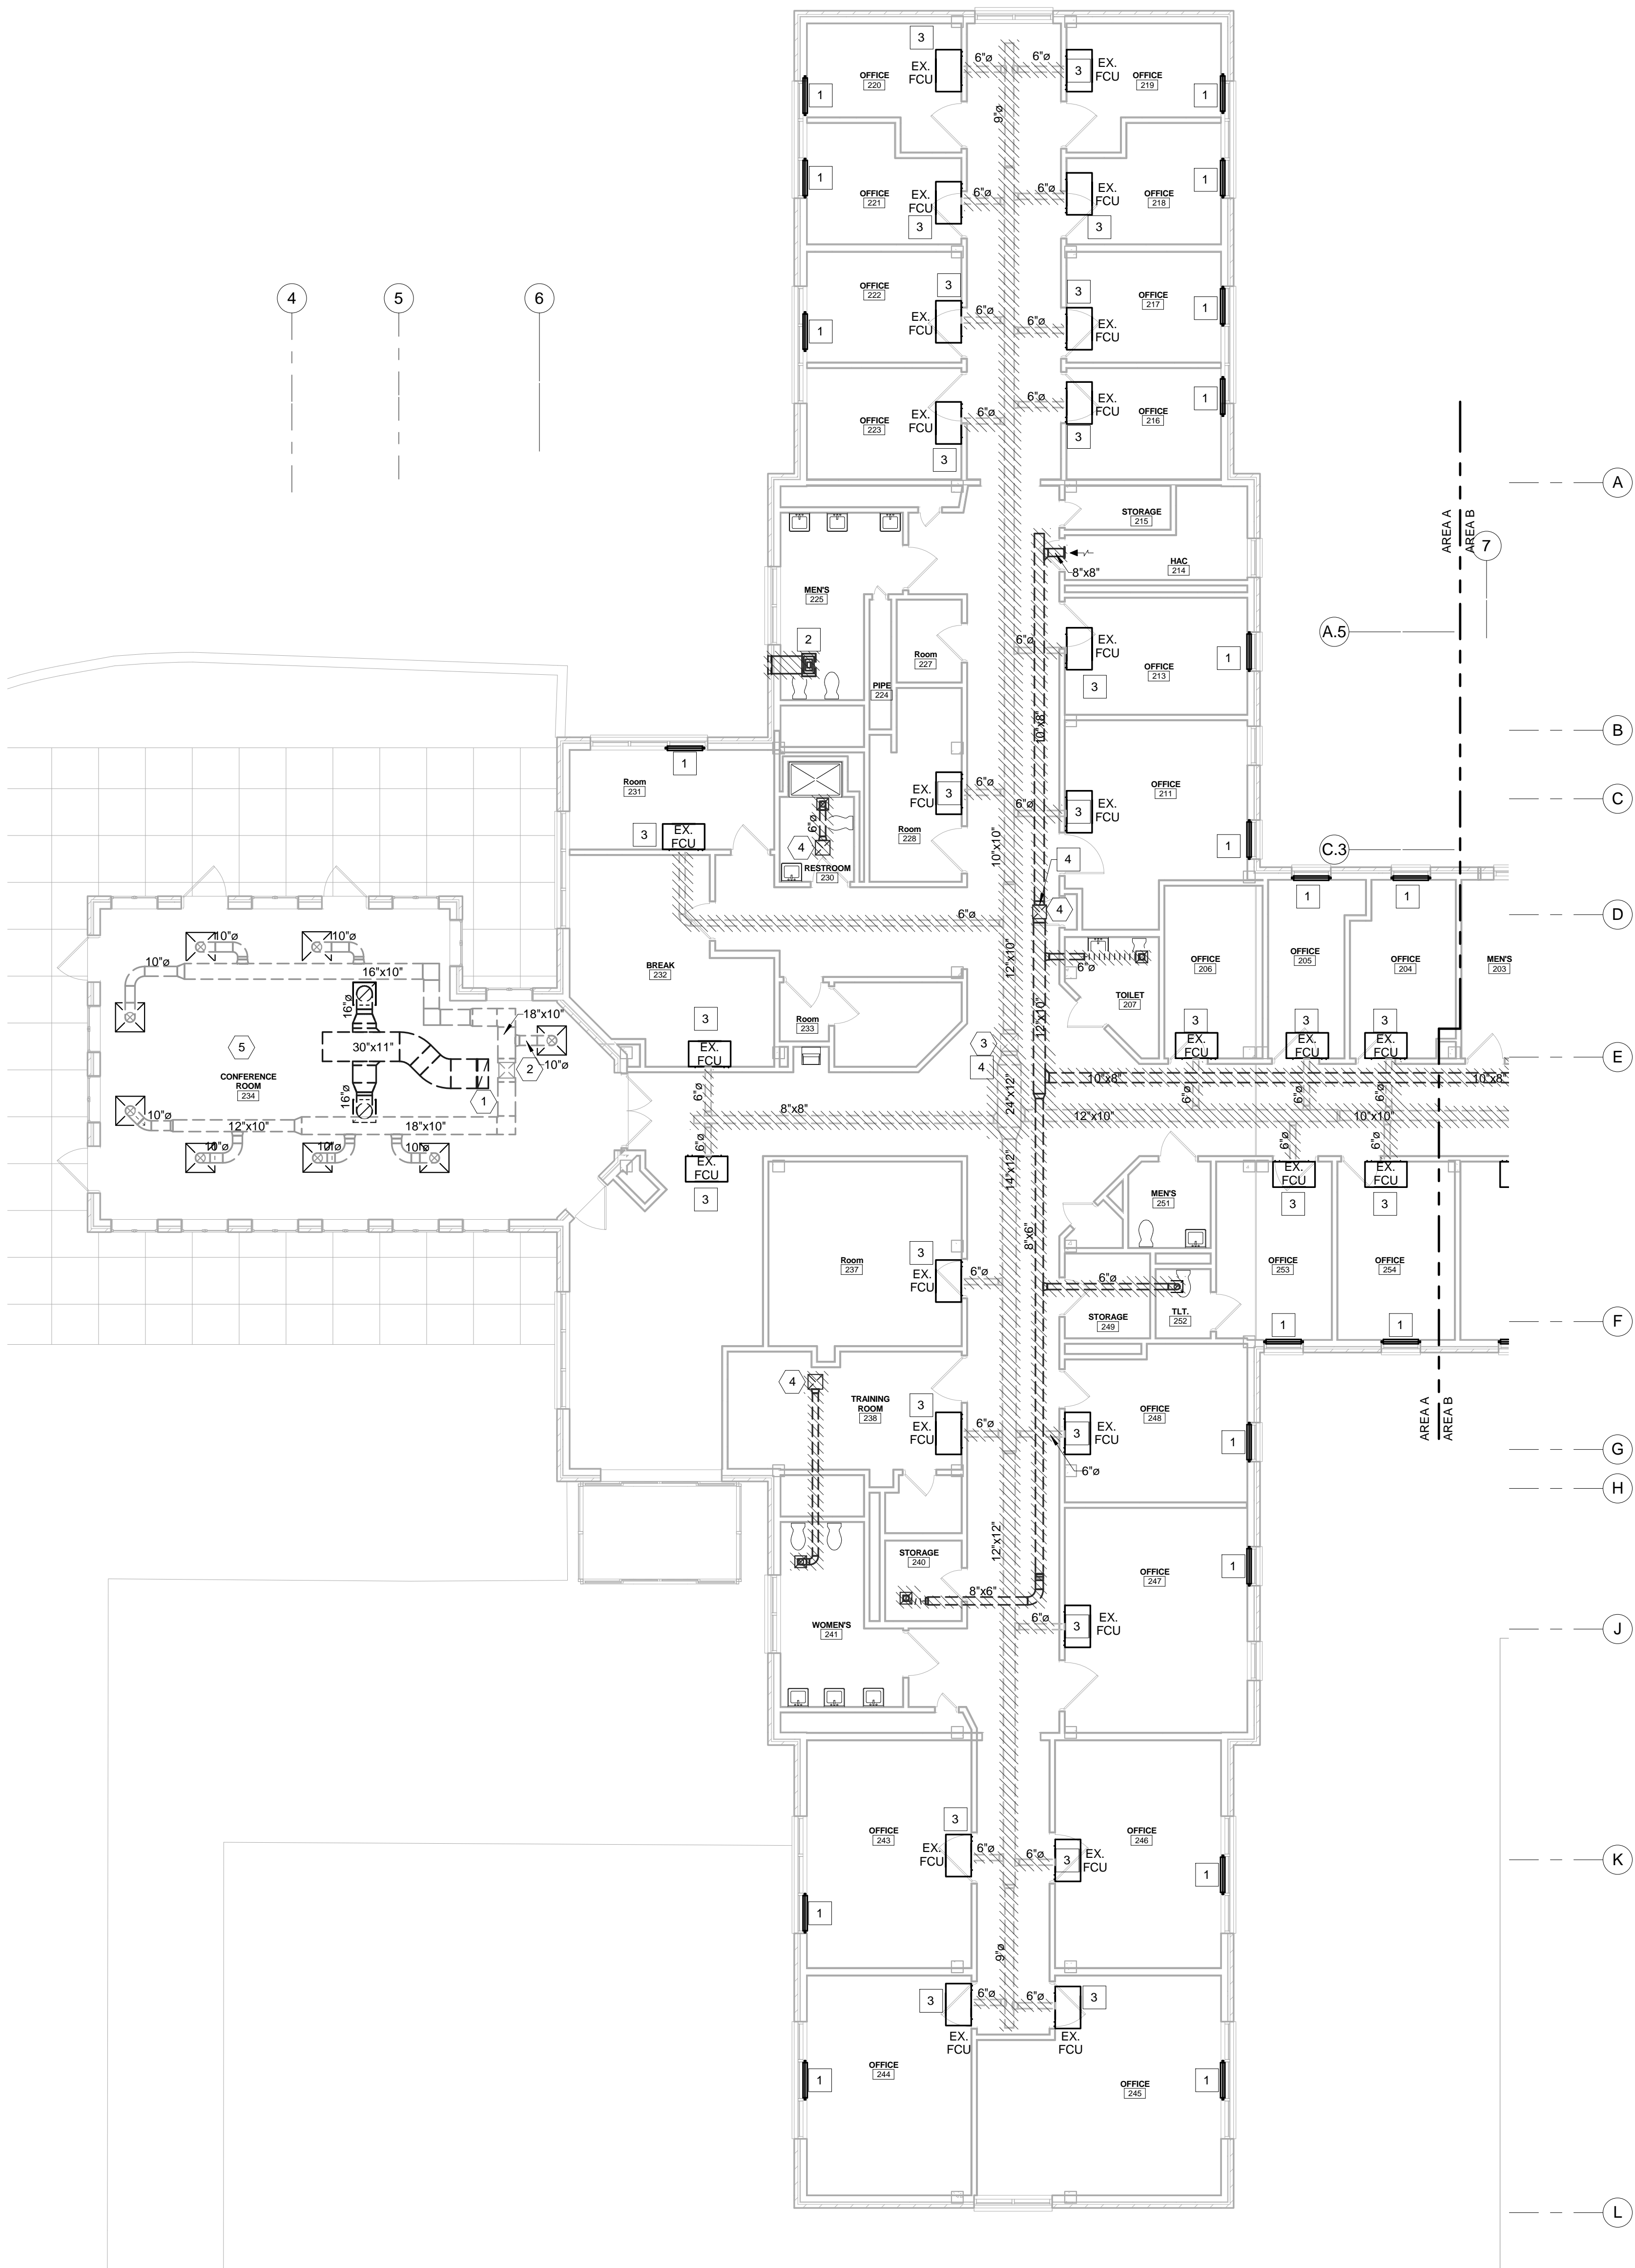 3
6"ø
6"ø
3
EX.
FCU
EX.
FCU
OFFICE
220
OFFICE
219
1
1
9"ø
1
OFFICE
221
EX.
FCU
6"ø
6"ø
EX.
FCU
OFFICE
218
1
3
3
4
5
6
OFFICE
222
3
EX.
FCU
6"ø
6"ø
3
EX.
FCU
OFFICE
217
1
1
OFFICE
223
EX.
FCU
6"ø
3
6"ø
EX.
FCU
3
OFFICE
216
1
A
STORAGE
215
AREA A
AREA B
7
8"x8"
HAC
214
MEN'S
225
2
A.5
Room
227
PIPE
224
6"ø
EX.
FCU
3
OFFICE
213
1
B
10"x8"
Room
231
1
3
EX.
FCU
6"ø
4
RESTROOM
230
EX.
FCU
3
6"ø
Room
228
6"ø
3
EX.
FCU
OFFICE
211
1
C
10"x10"
C.3
4
4
1
1
D
6"ø
BREAK
232
12"x10"
12"x10"
6"ø
TOILET
207
OFFICE
206
OFFICE
205
OFFICE
204
MEN'S
203
10"ø
10"ø
10"ø
16"x10"
16"ø
18"x10"
10"ø
2
30"x11"
5
CONFERENCE
ROOM
234
1
16"ø
10"ø
12"x10"
18"x10"
10"ø
10"ø
10"ø
Room
233
3
EX.
FCU
6"ø
8"x8"
6"ø
EX.
FCU
3
3
4
24"x12"
3
EX.
FCU
3
EX.
FCU
3
EX.
FCU
E
10"x8"
10"x8"
6"ø
6"ø
6"ø
12"x10"
10"x10"
6"ø
6"ø
14"x12"
EX.
FCU
3
EX.
FCU
3
MEN'S
251
8"x6"
Room
237
3
EX.
FCU
6"ø
6"ø
STORAGE
249
TLT.
252
OFFICE
253
OFFICE
254
1
1
F
AREA A
AREA B
4
TRAINING
ROOM
238
3
EX.
FCU
6"ø
3
EX.
FCU
6"ø
OFFICE
248
1
G
H
12"x12"
STORAGE
240
8"x6"
OFFICE
247
1
WOMEN'S
241
6"ø
3
EX.
FCU
J
OFFICE
243
3
EX.
FCU
6"ø
6"ø
3
EX.
FCU
OFFICE
246
1
K
1
9"ø
3
EX.
FCU
6"ø
6"ø
3
EX.
FCU
OFFICE
244
1
OFFICE
245
1
L